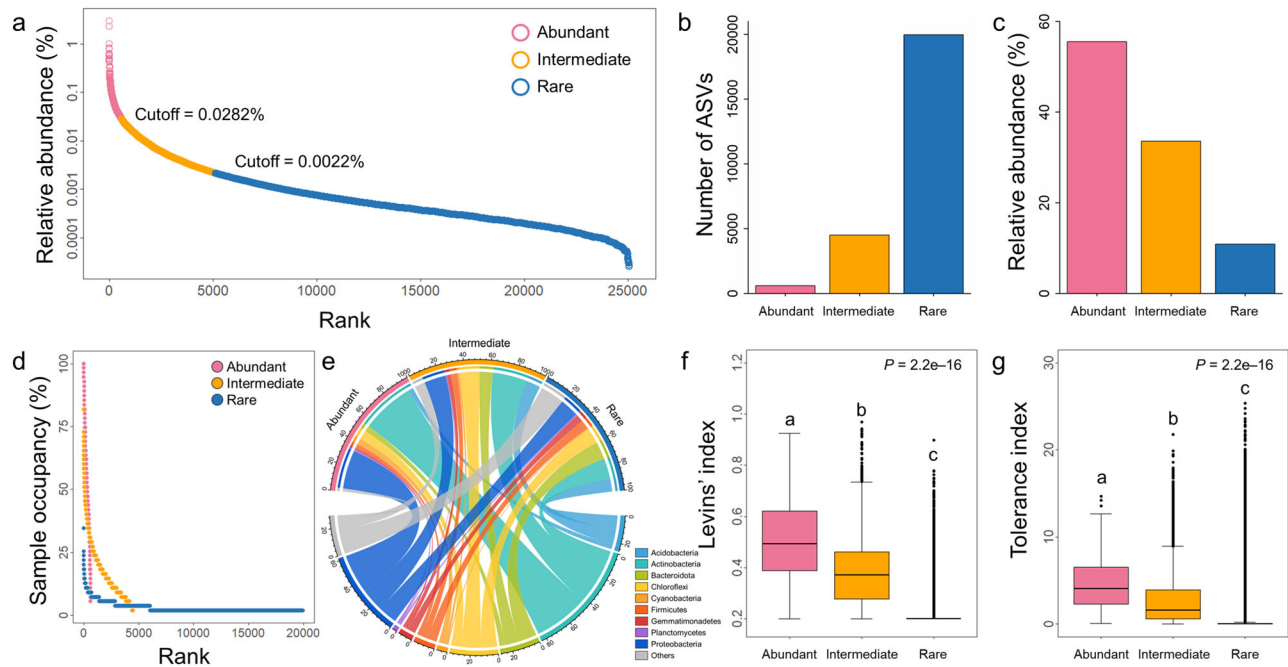 a
Relative abundance (%)
1
0.1
0.01
0.001
0.0001
Abundant
Intermediate
Rare
Cutoff = 0.0282%
Cutoff = 0.0022%
0 5000 10000 15000 20000 25000
Rank
b
Number of ASVs
20000
15000
10000
5000
0
Abundant Intermediate Rare
c
Relative abundance (%)
60
40
20
0
Abundant Intermediate Rare
d
Sample occupancy (%)
100
75
50
25
0
Abundant
Intermediate
Rare
0 5000 10000 15000 20000
Rank
e
Abundant
Intermediate
Rare
Acidobacteria
Actinobacteria
Bacteroidota
Chloroflexi
Cyanobacteria
Firmicutes
Gemmatimonadetes
Planctomycetes
Proteobacteria
Others
f
Levins' index
1.2
1.0
0.8
0.6
0.4
0.2
P = 2.2e–16
a
b
c
Abundant Intermediate Rare
g
Tolerance index
30
20
10
0
P = 2.2e–16
a
b
c
Abundant Intermediate Rare